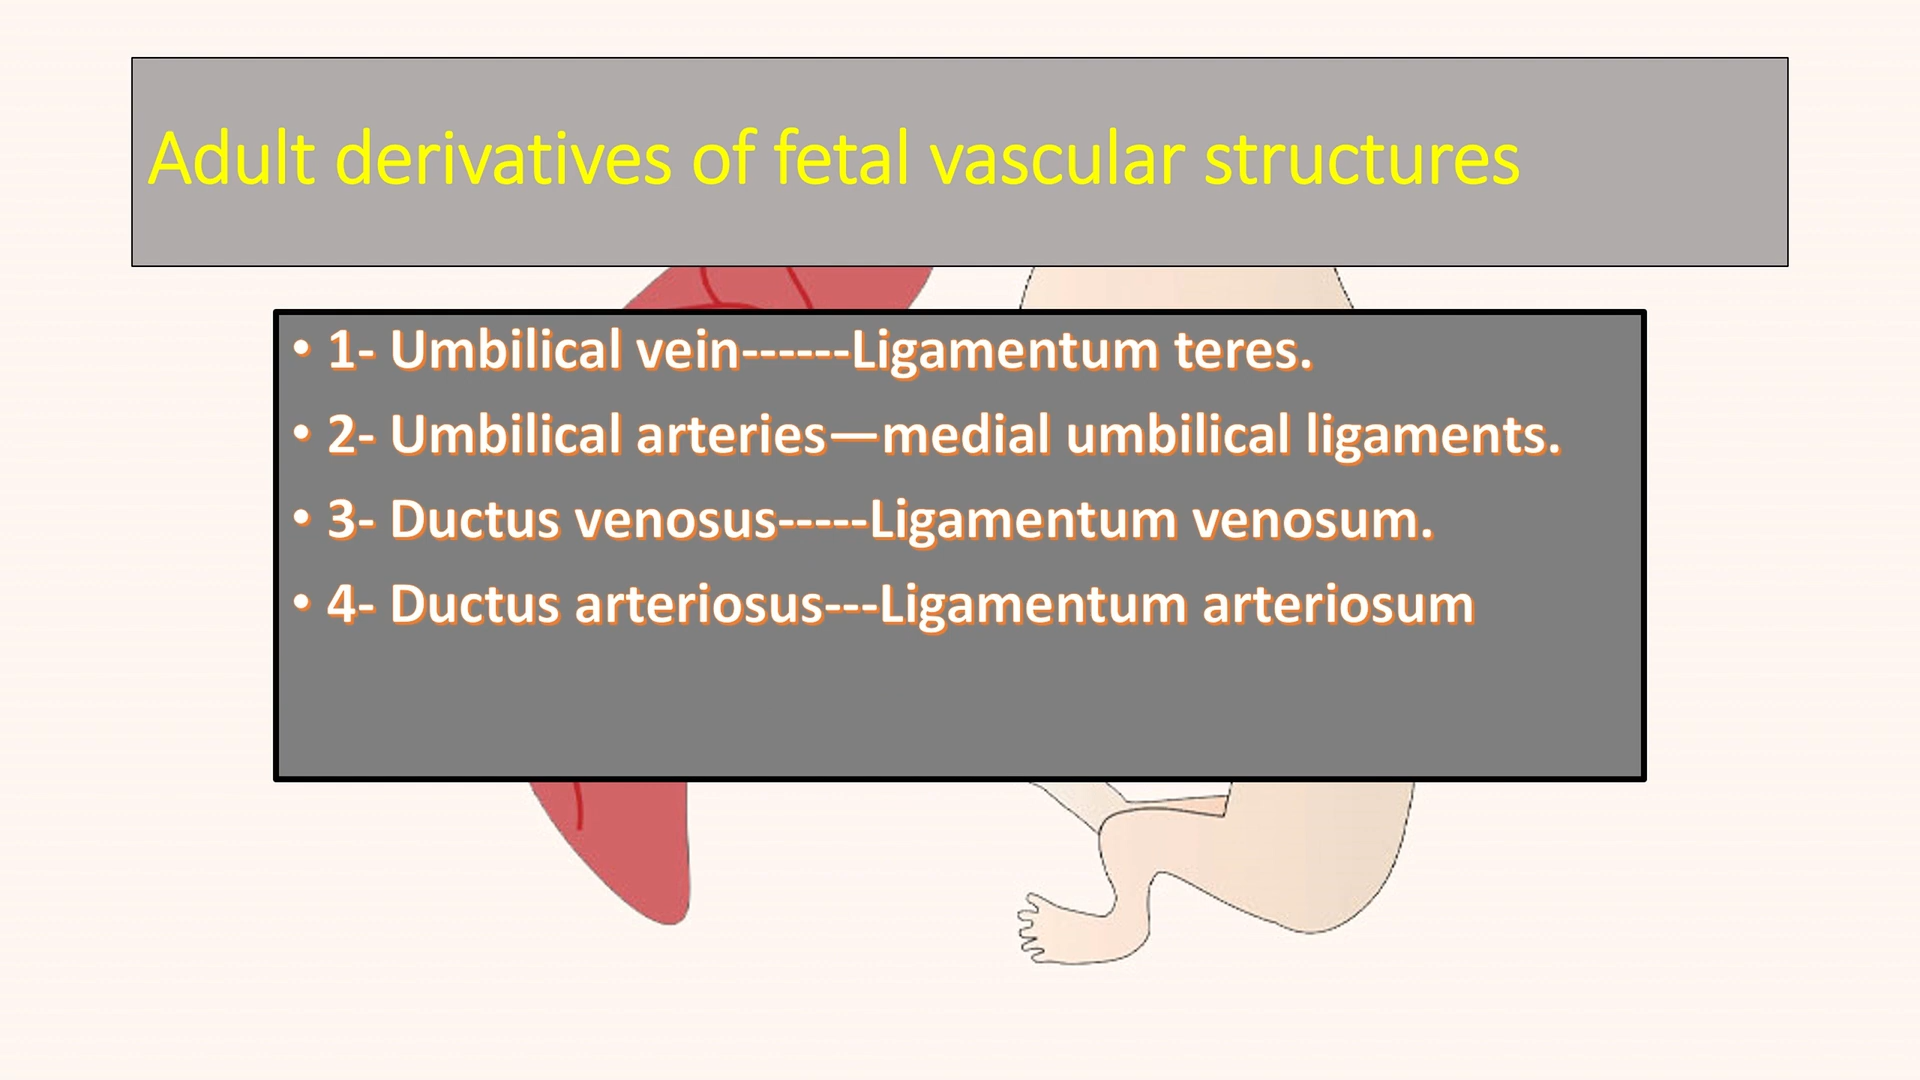 Adult derivatives of fetal vascular structures
• 1- Umbilical vein------Ligamentum teres.
• 2- Umbilical arteries—medial umbilical ligaments.
• 3- Ductus venosus-----Ligamentum venosum.
• 4- Ductus arteriosus---Ligamentum arteriosum